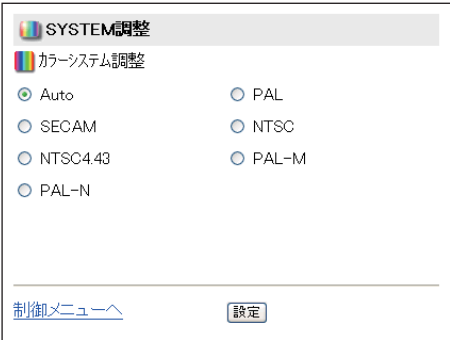 SYSTEM調整
カラーシステム調整
Auto PAL
SECAM NTSC
NTSC4.43 PAL-M
PAL-N
制御メニューへ 設定